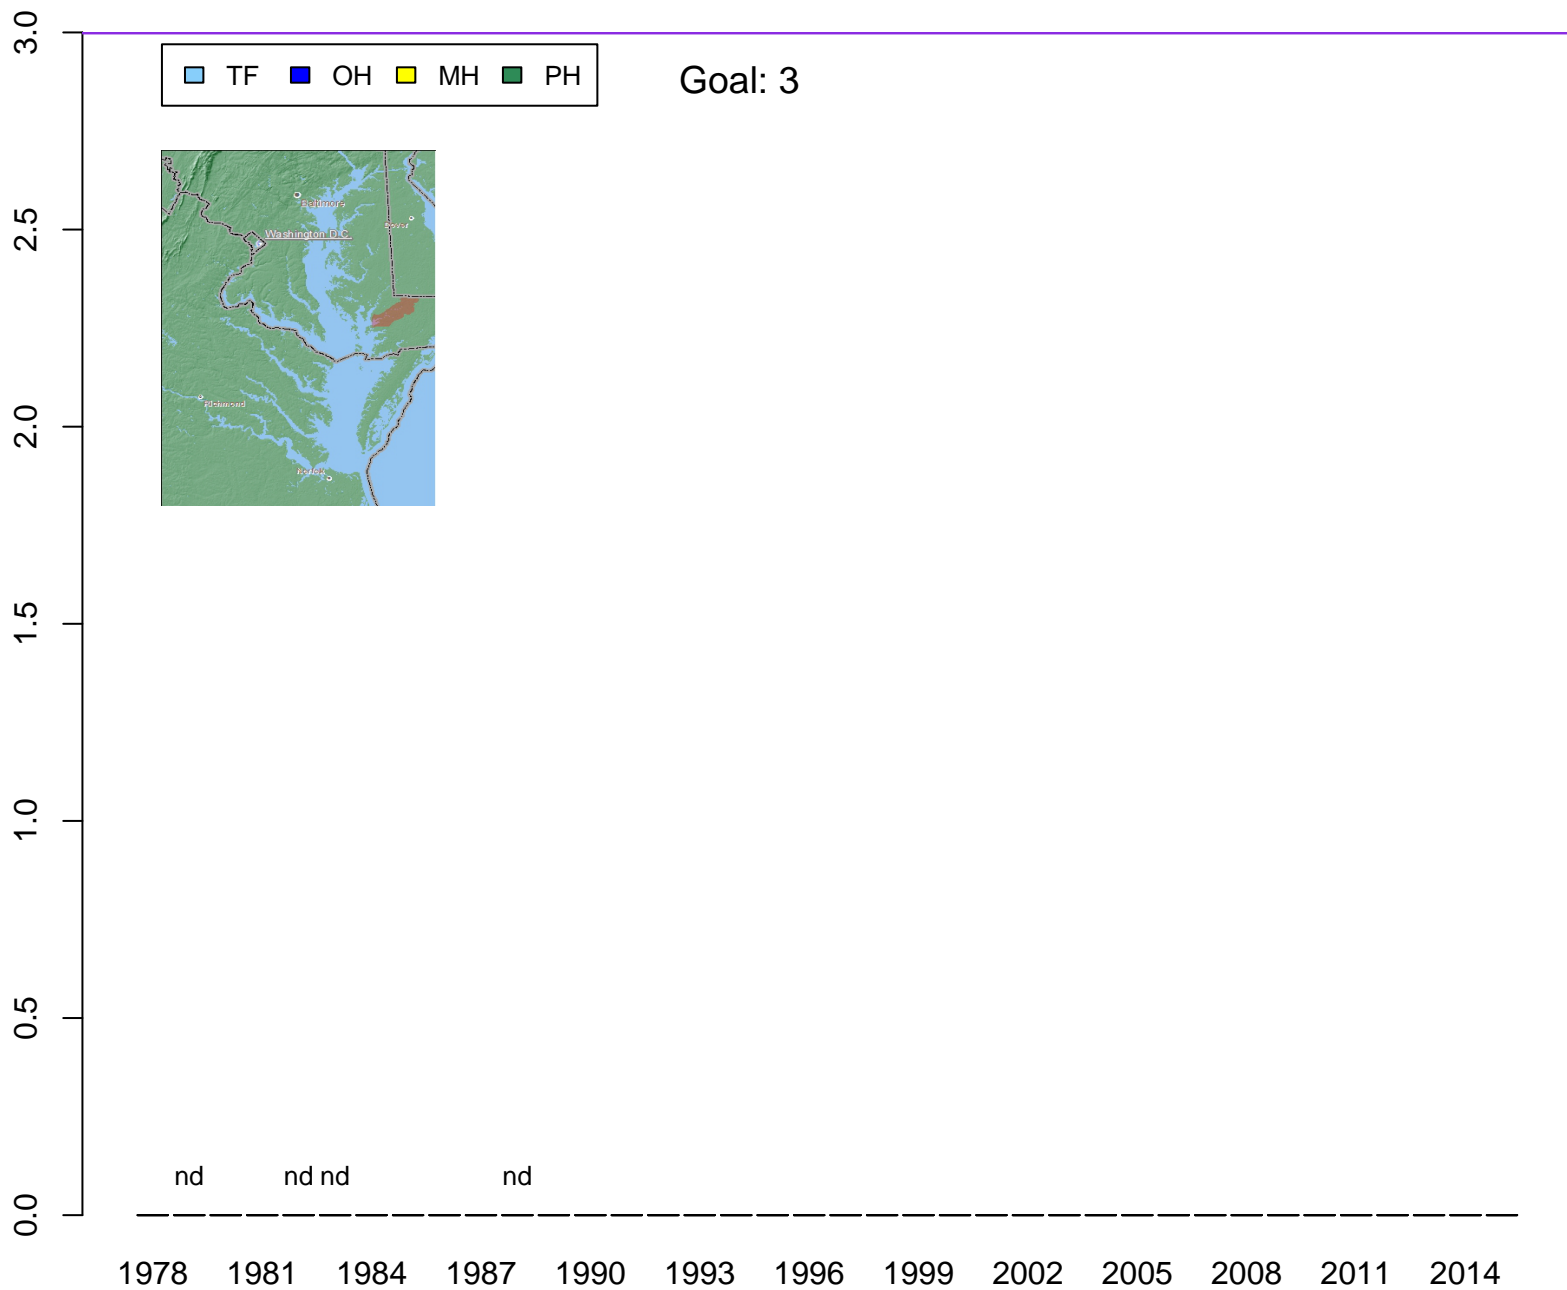 3.0
TF OH MH PH
Goal: 3
Baltimore
Dover
2.5
Washington D.C.
2.0
Richmond
Norfolk
1.5
1.0
0.5
nd nd nd nd
0.0
1978 1981 1984 1987 1990 1993 1996 1999 2002 2005 2008 2011 2014